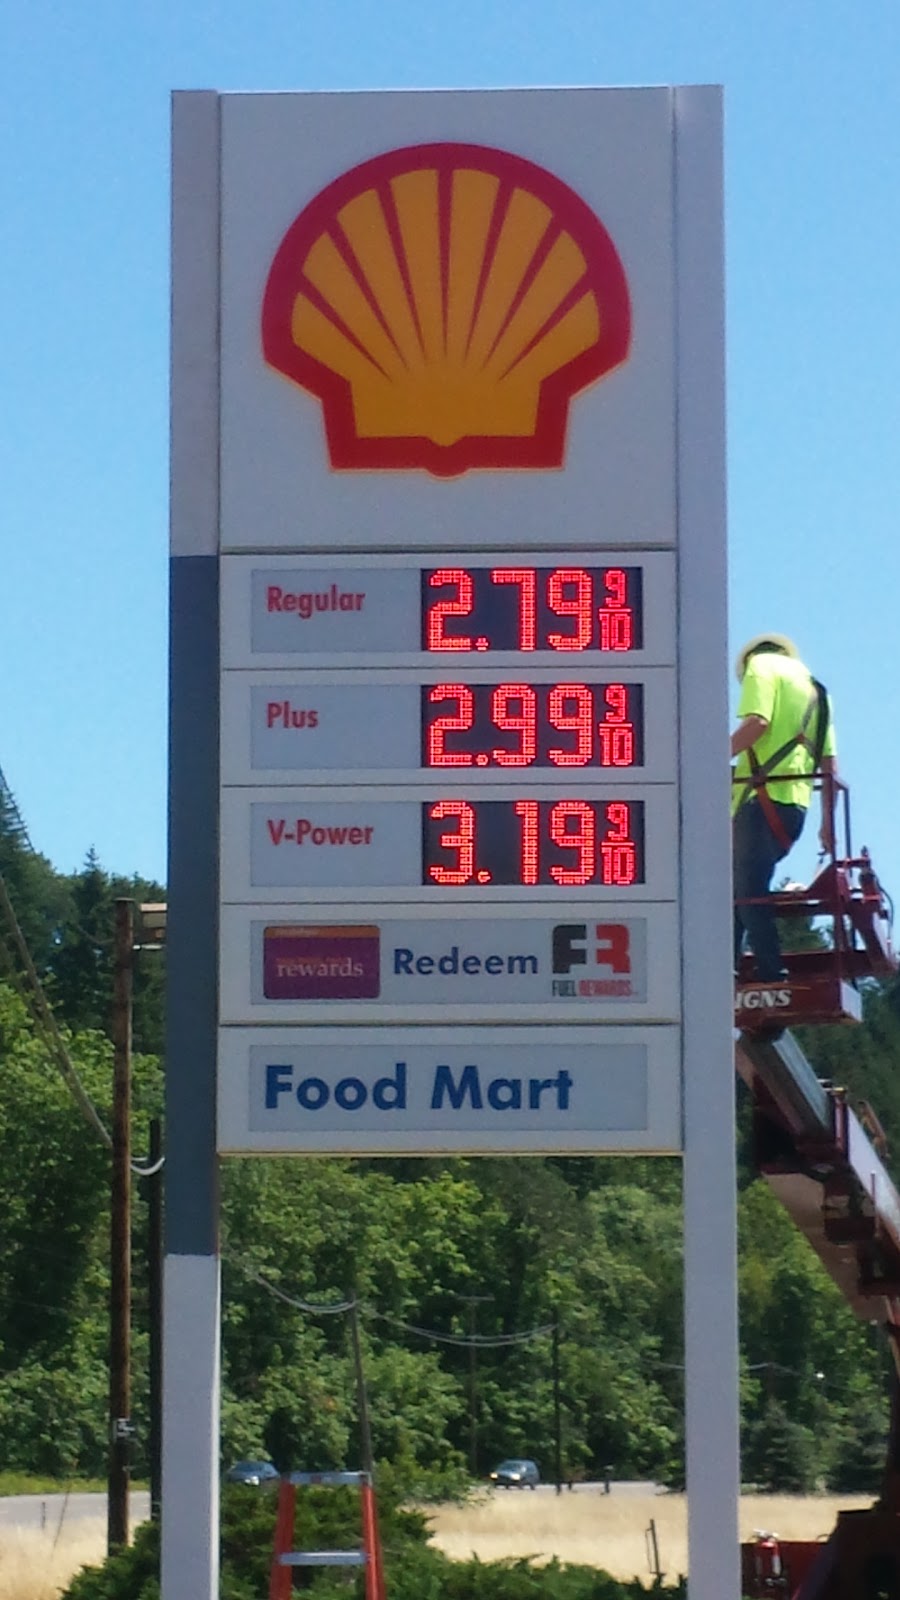 Regular 2.79 9/10
Plus 2.99 9/10
V-Power 3.19 9/10
rewards Redeem FR FUEL REWARDS
Food Mart
IGNS